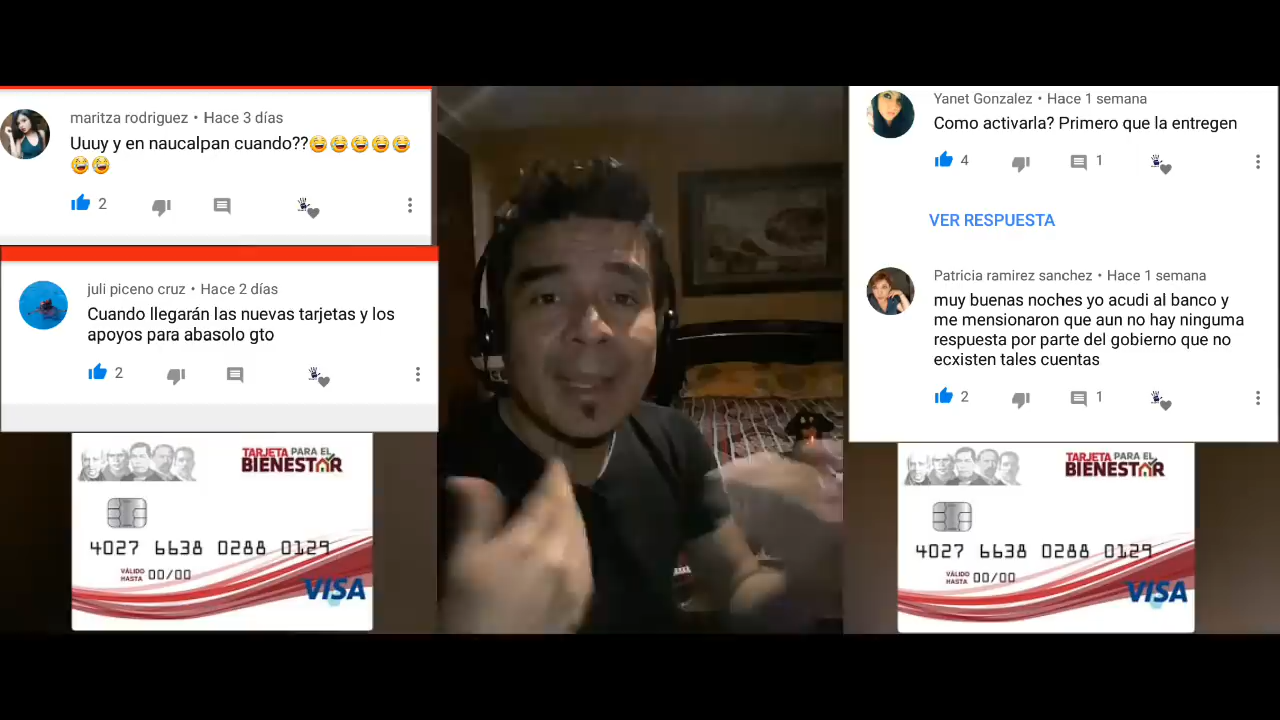 maritza rodriguez • Hace 3 días
Uuuy y en naucalpan cuando??😅😅😅😅😅
😅😅
2
juli piceno cruz • Hace 2 días
Cuando llegarán las nuevas tarjetas y los
apoyos para abasolo gto
2
TARJETA PARA EL
BIENESTAR
4027 6638 0288 0129
VÁLIDO
HASTA 00/00
VISA
Yanet Gonzalez • Hace 1 semana
Como activarla? Primero que la entregen
4
1
VER RESPUESTA
Patricia ramirez sanchez • Hace 1 semana
muy buenas noches yo acudi al banco y
me mensionaron que aun no hay ninguma
respuesta por parte del gobierno que no
ecxisten tales cuentas
2
1
TARJETA PARA EL
BIENESTAR
4027 6638 0288 0129
VÁLIDO
HASTA 00/00
VISA